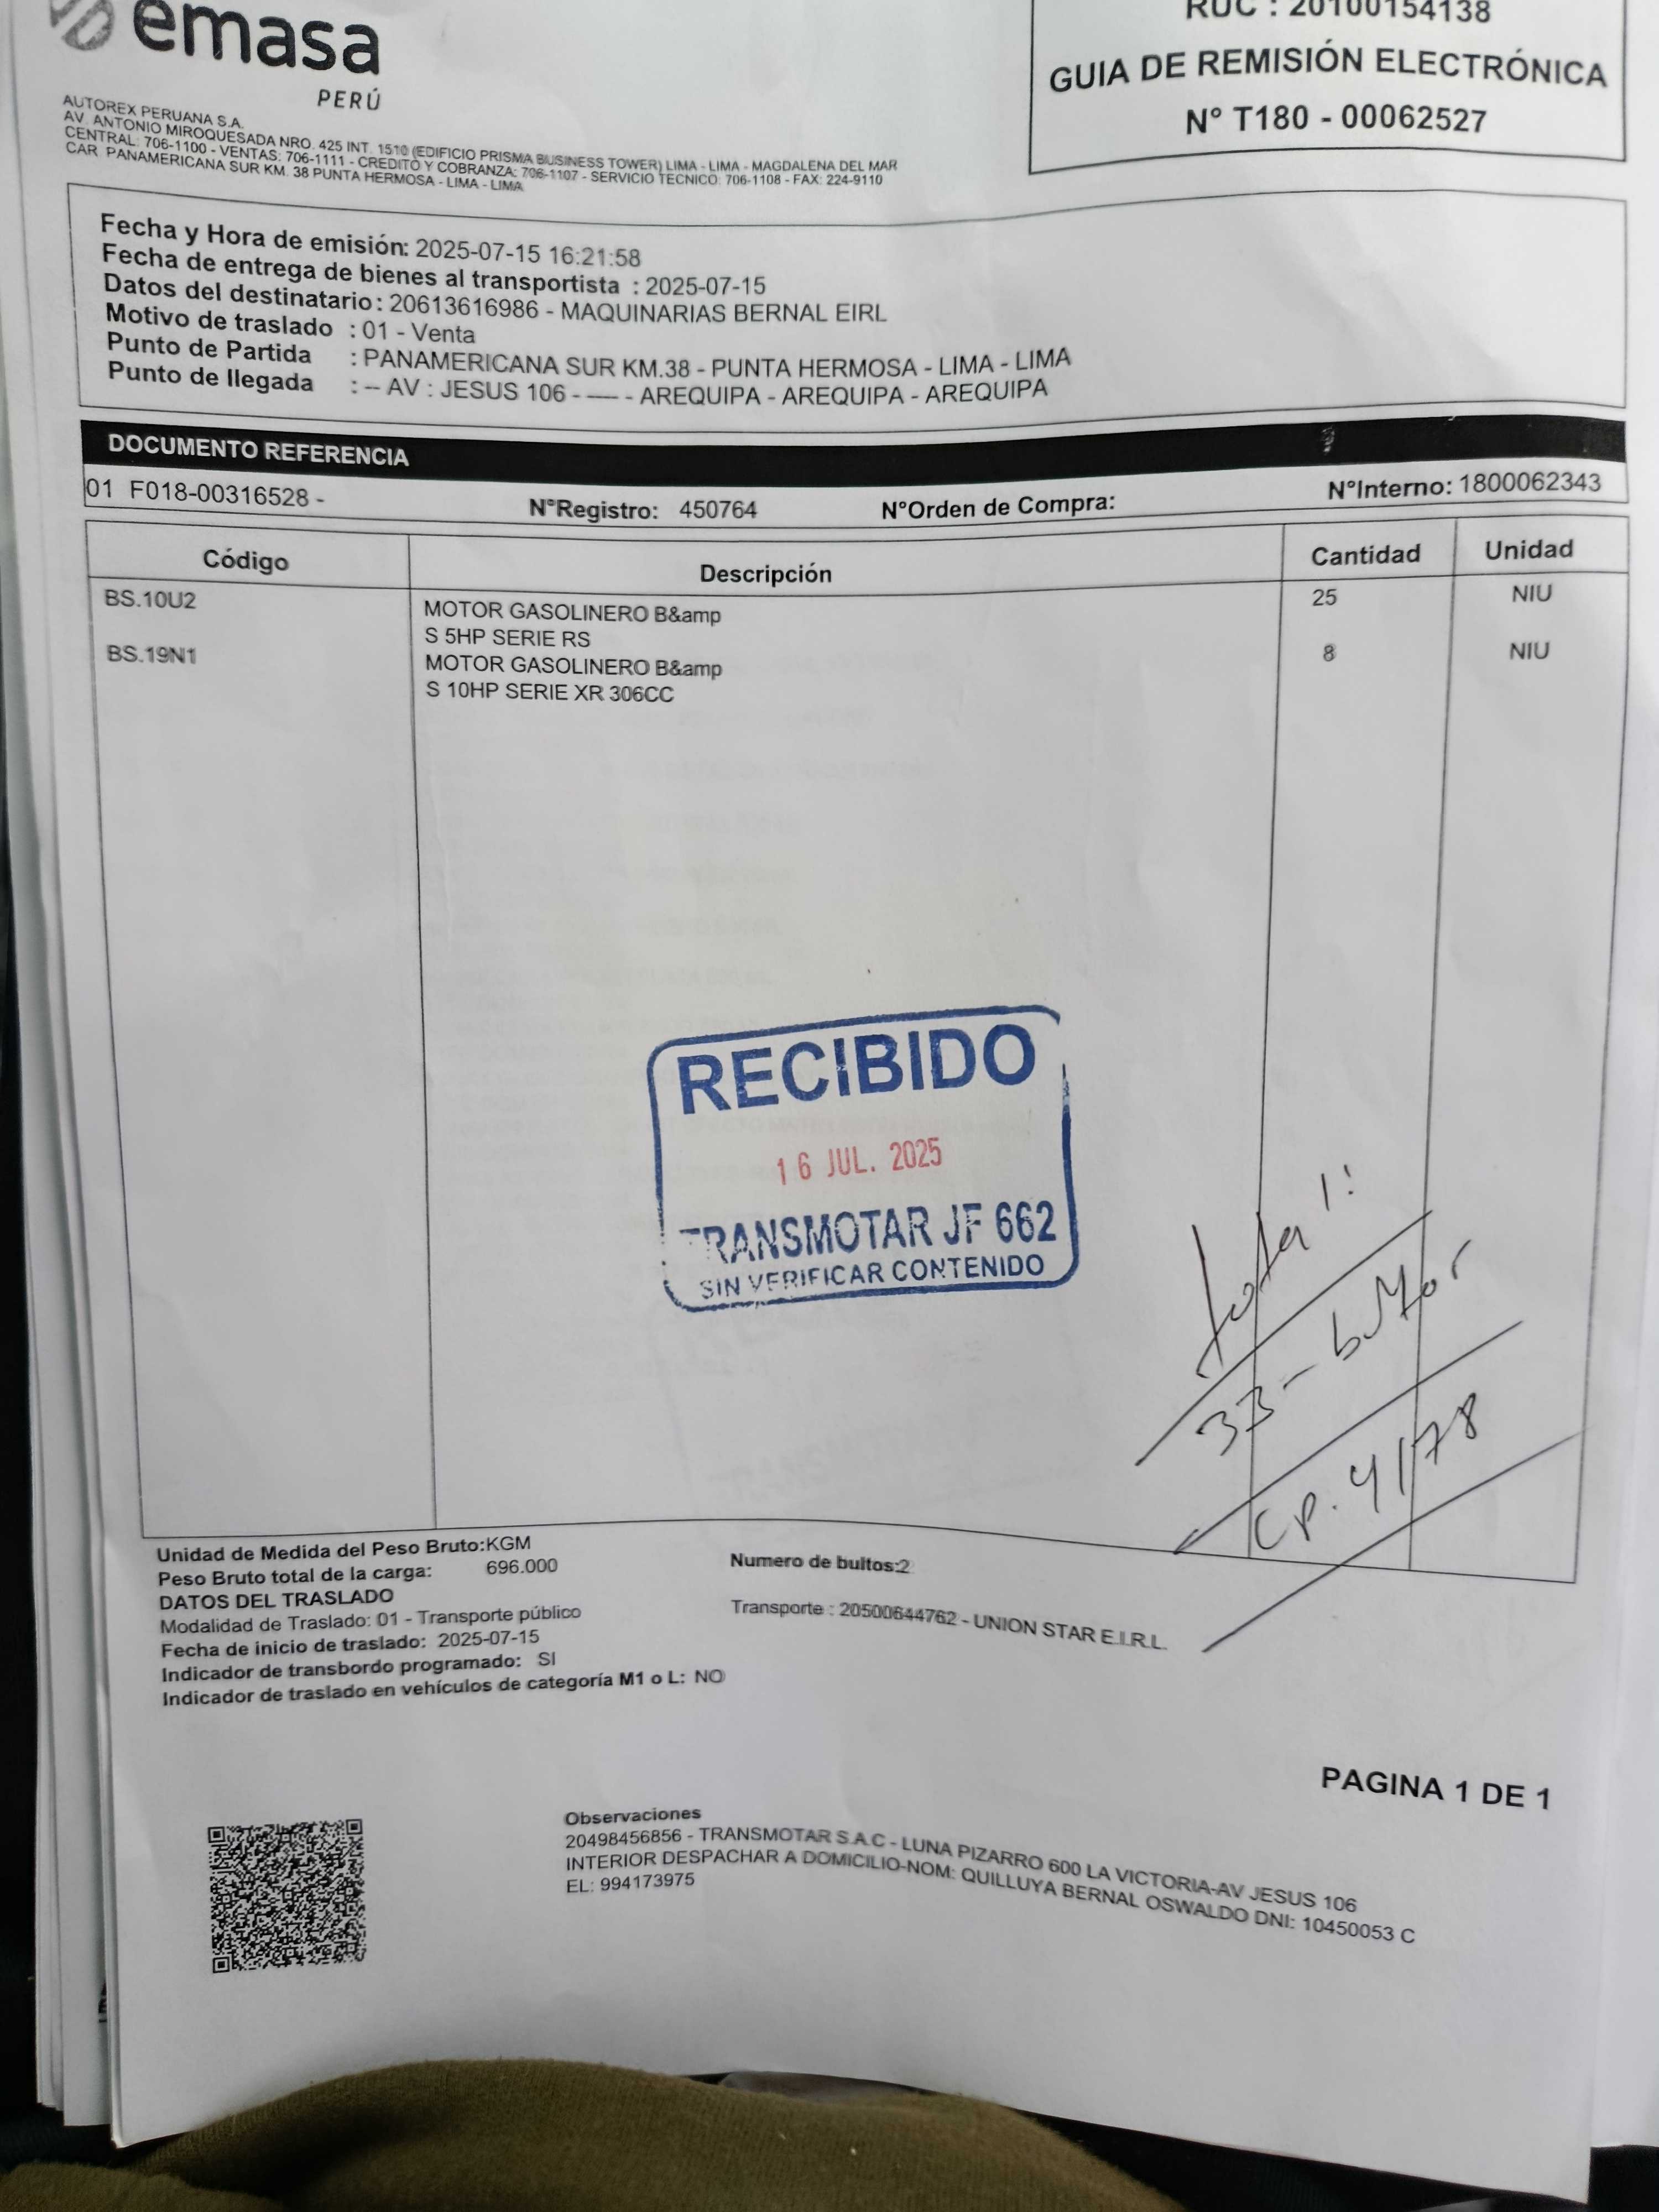 emasa
PERÚ
RUC : 20100154138
GUIA DE REMISIÓN ELECTRÓNICA
N° T180 - 00062527
AUTOREX PERUANA S.A.
AV. ANTONIO MIROQUESADA NRO. 425 INT. 1510 (EDIFICIO PRISMA BUSINESS TOWER) LIMA - LIMA - MAGDALENA DEL MAR
CENTRAL: 706-1100 - VENTAS: 706-1111 - CREDITO Y COBRANZA: 706-1107 - SERVICIO TECNICO: 706-1108 - FAX: 224-9110
CAR. PANAMERICANA SUR KM. 38 PUNTA HERMOSA - LIMA - LIMA
Fecha y Hora de emisión: 2025-07-15 16:21:58
Fecha de entrega de bienes al transportista : 2025-07-15
Datos del destinatario : 20613616986 - MAQUINARIAS BERNAL EIRL
Motivo de traslado : 01 - Venta
Punto de Partida : PANAMERICANA SUR KM.38 - PUNTA HERMOSA - LIMA - LIMA
Punto de llegada : -- AV : JESUS 106 - ---- - AREQUIPA - AREQUIPA - AREQUIPA
DOCUMENTO REFERENCIA
01 F018-00316528 - N°Registro: 450764 N°Orden de Compra: N°Interno: 1800062343
Código Descripción Cantidad Unidad
BS.10U2 MOTOR GASOLINERO B&amp 25 NIU
S 5HP SERIE RS
BS.19N1 MOTOR GASOLINERO B&amp 8 NIU
S 10HP SERIE XR 306CC
RECIBIDO
16 JUL. 2025
TRANSMOTAR JF 662
SIN VERIFICAR CONTENIDO
total:
33 - bultos
CP. 4/78
Unidad de Medida del Peso Bruto:KGM
Peso Bruto total de la carga: 696.000 Numero de bultos:2
DATOS DEL TRASLADO
Modalidad de Traslado: 01 - Transporte público Transporte : 20500644762 - UNION STAR E.I.R.L.
Fecha de inicio de traslado: 2025-07-15
Indicador de transbordo programado: SI
Indicador de traslado en vehículos de categoría M1 o L: NO
PAGINA 1 DE 1
Observaciones
20498456856 - TRANSMOTAR S.A.C - LUNA PIZARRO 600 LA VICTORIA-AV JESUS 106
INTERIOR DESPACHAR A DOMICILIO-NOM: QUILLUYA BERNAL OSWALDO DNI: 10450053 C
EL: 994173975